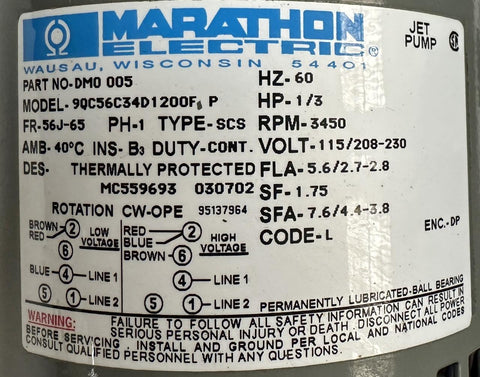 MARATHON
ELECTRIC®
JET
PUMP
WAUSAU, WISCONSIN 54401
PART NO-DMO 005 HZ-60
MODEL-9QC56C34D1200F P HP-1/3
FR-56J-65 PH-1 TYPE-SCS RPM-3450
AMB-40°C INS-B3 DUTY-CONT. VOLT-115/208-230
DES- THERMALLY PROTECTED FLA-5.6/2.7-2.8
MC559693 030702 SF-1.75
ROTATION CW-OPE 95137964 SFA-7.6/4.4-3.8
CODE-L ENC.-DP
BROWN 2 LOW VOLTAGE RED 2 HIGH VOLTAGE
RED BLUE
6 BROWN 6
BLUE 4 LINE 1 4 LINE 1
5 1 LINE 2 5 1 LINE 2
PERMANENTLY LUBRICATED-BALL BEARING
WARNING: FAILURE TO FOLLOW ALL SAFETY INFORMATION CAN RESULT IN
SERIOUS PERSONAL INJURY OR DEATH. DISCONNECT ALL POWER
BEFORE SERVICING. INSTALL AND GROUND PER LOCAL AND NATIONAL CODES
CONSULT QUALIFIED PERSONNEL WITH ANY QUESTIONS.